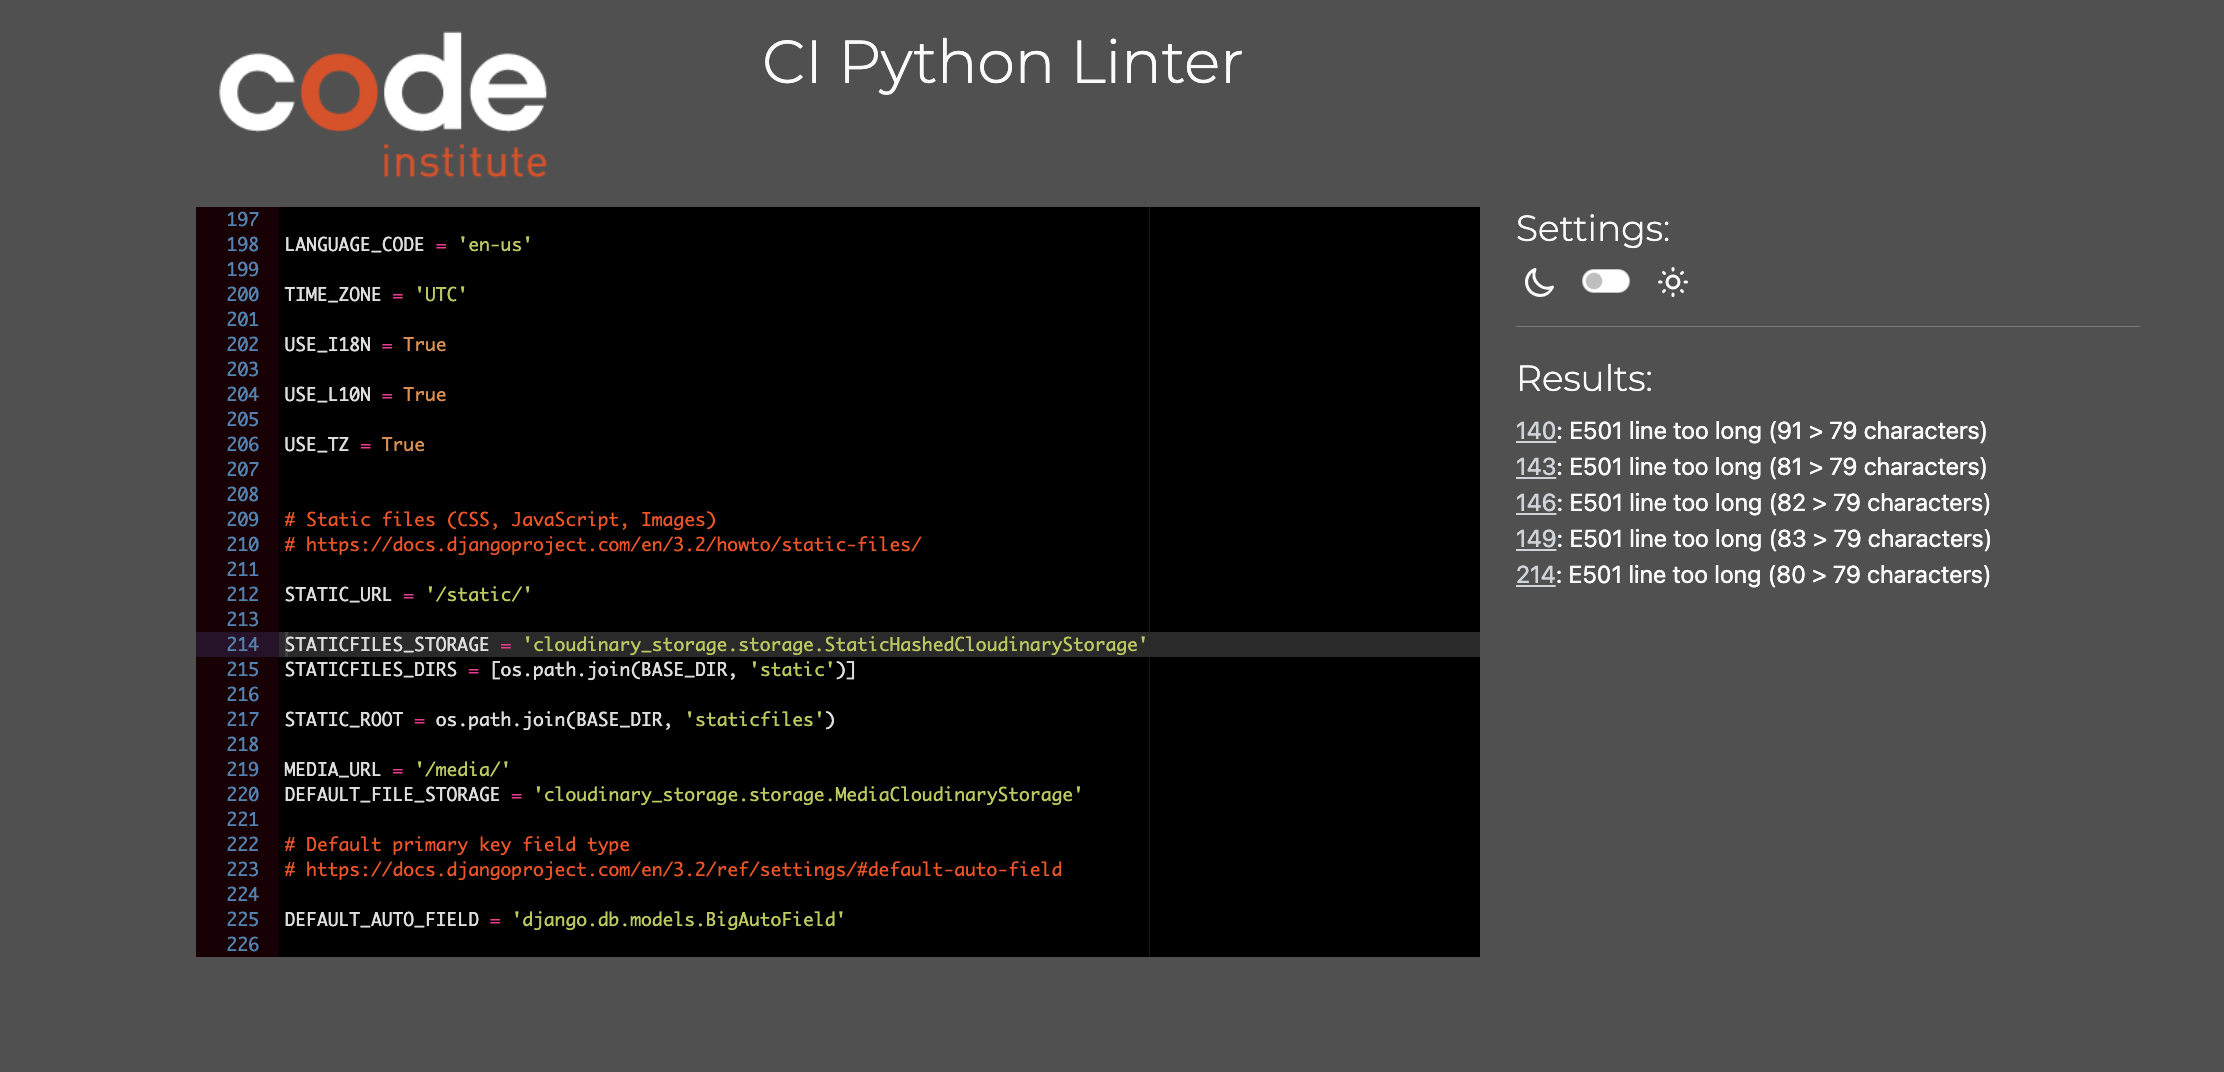 code
institute
CI Python Linter
197
198 LANGUAGE_CODE = 'en-us'
199
200 TIME_ZONE = 'UTC'
201
202 USE_I18N = True
203
204 USE_L10N = True
205
206 USE_TZ = True
207
208
209 # Static files (CSS, JavaScript, Images)
210 # https://docs.djangoproject.com/en/3.2/howto/static-files/
211
212 STATIC_URL = '/static/'
213
214 STATICFILES_STORAGE = 'cloudinary_storage.storage.StaticHashedCloudinaryStorage'
215 STATICFILES_DIRS = [os.path.join(BASE_DIR, 'static')]
216
217 STATIC_ROOT = os.path.join(BASE_DIR, 'staticfiles')
218
219 MEDIA_URL = '/media/'
220 DEFAULT_FILE_STORAGE = 'cloudinary_storage.storage.MediaCloudinaryStorage'
221
222 # Default primary key field type
223 # https://docs.djangoproject.com/en/3.2/ref/settings/#default-auto-field
224
225 DEFAULT_AUTO_FIELD = 'django.db.models.BigAutoField'
226
Settings:
Results:
140: E501 line too long (91 > 79 characters)
143: E501 line too long (81 > 79 characters)
146: E501 line too long (82 > 79 characters)
149: E501 line too long (83 > 79 characters)
214: E501 line too long (80 > 79 characters)